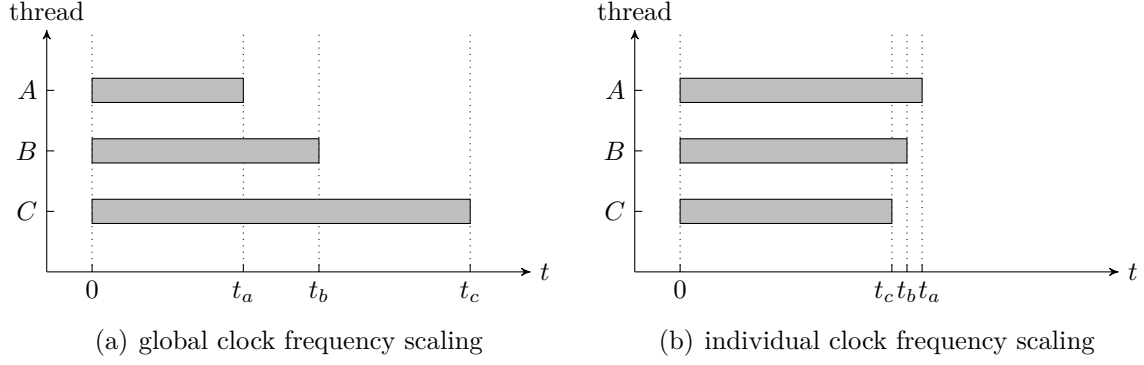 thread
A
B
C
0
t_a
t_b
t_c
t
(a) global clock frequency scaling
thread
A
B
C
0
t_c
t_b
t_a
t
(b) individual clock frequency scaling